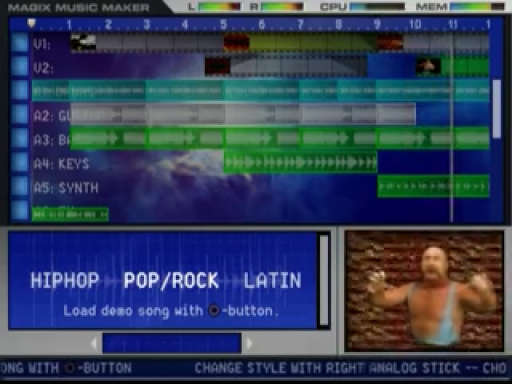 MAGIX MUSIC MAKER L R CPU MEM
1 2 3 4 5 6 7 8 9 10 11
V1:
V2:
A3: BA
A4: KEYS
A5: SYNTH
HIPHOP POP/ROCK LATIN
Load demo song with -button.
ONG WITH -BUTTON CHANGE STYLE WITH RIGHT ANALOG STICK -- CHO